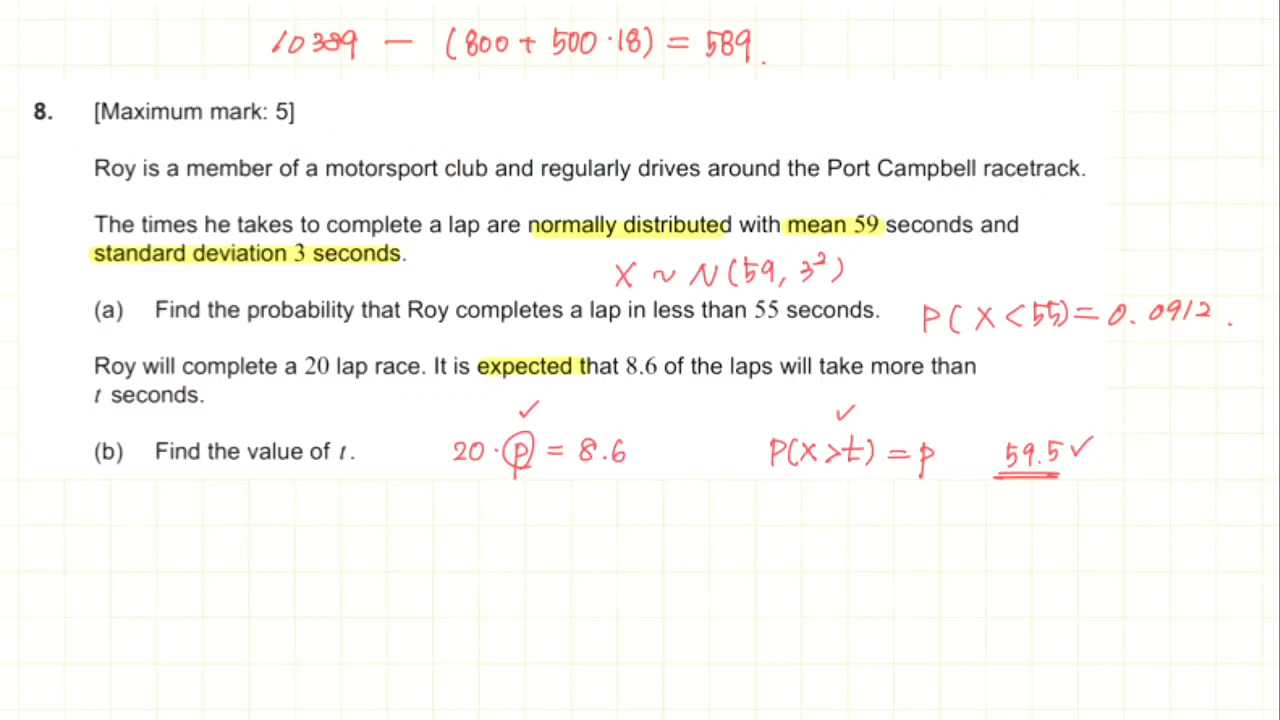 10389 - (800 + 500 · 18) = 589.
8. [Maximum mark: 5]
Roy is a member of a motorsport club and regularly drives around the Port Campbell racetrack.
The times he takes to complete a lap are normally distributed with mean 59 seconds and
standard deviation 3 seconds.
X ~ N(59, 3²)
(a) Find the probability that Roy completes a lap in less than 55 seconds. P(X < 55) = 0.0912.
Roy will complete a 20 lap race. It is expected that 8.6 of the laps will take more than
t seconds.
(b) Find the value of t. 20 · p = 8.6 P(X > t) = p 59.5 ✓